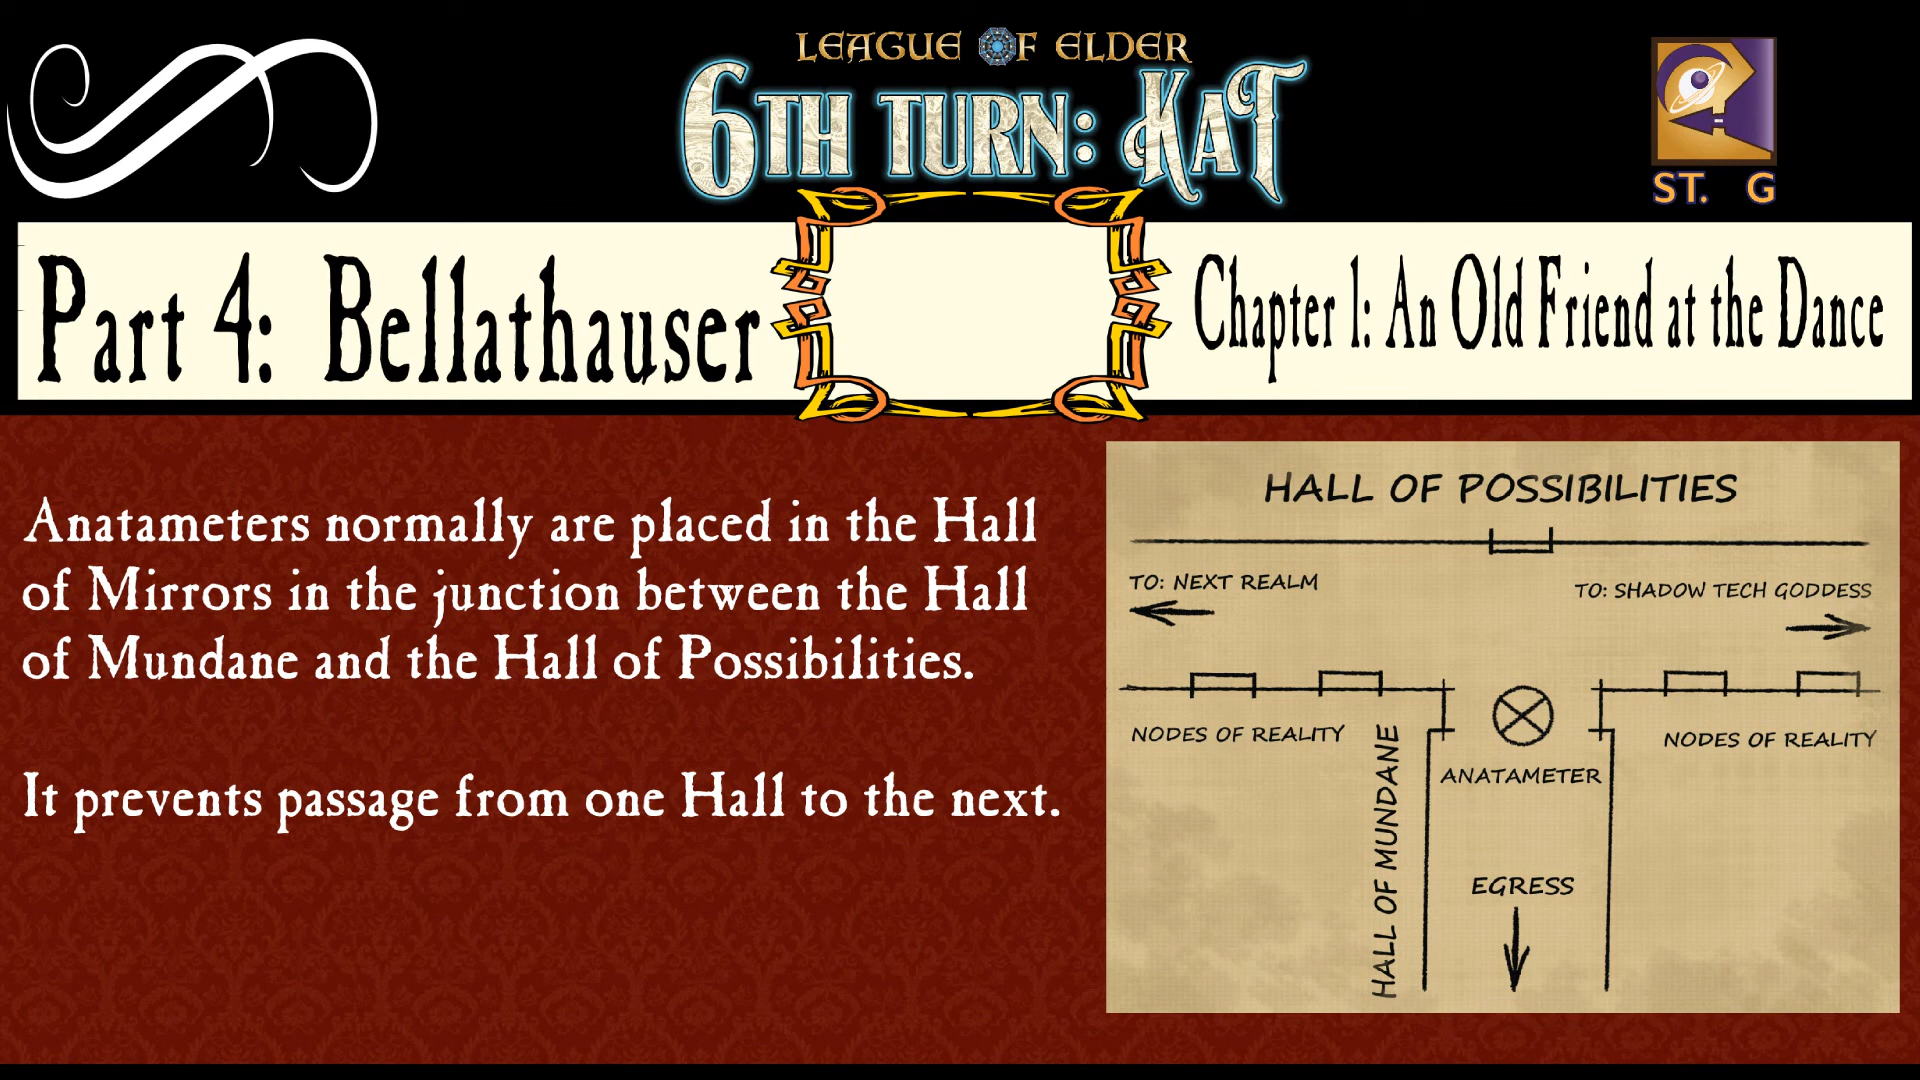 LEAGUE OF ELDER
6TH TURN: KAT
ST. G
Part 4: Bellathauser
Chapter 1: An Old Friend at the Dance
Anatameters normally are placed in the Hall
of Mirrors in the junction between the Hall
of Mundane and the Hall of Possibilities.
It prevents passage from one Hall to the next.
HALL OF POSSIBILITIES
TO: NEXT REALM
TO: SHADOW TECH GODDESS
NODES OF REALITY
NODES OF REALITY
ANATAMETER
HALL OF MUNDANE
EGRESS